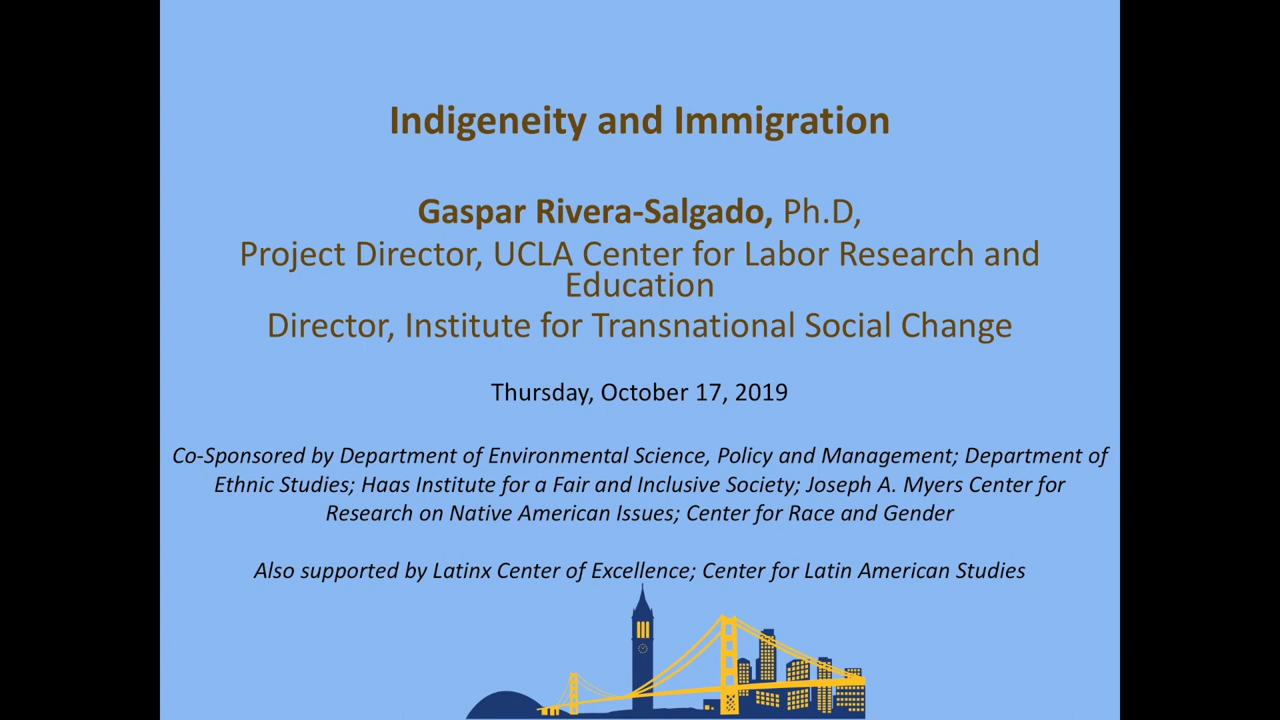 Indigeneity and Immigration
Gaspar Rivera-Salgado, Ph.D,
Project Director, UCLA Center for Labor Research and
Education
Director, Institute for Transnational Social Change
Thursday, October 17, 2019
Co-Sponsored by Department of Environmental Science, Policy and Management; Department of
Ethnic Studies; Haas Institute for a Fair and Inclusive Society; Joseph A. Myers Center for
Research on Native American Issues; Center for Race and Gender
Also supported by Latinx Center of Excellence; Center for Latin American Studies